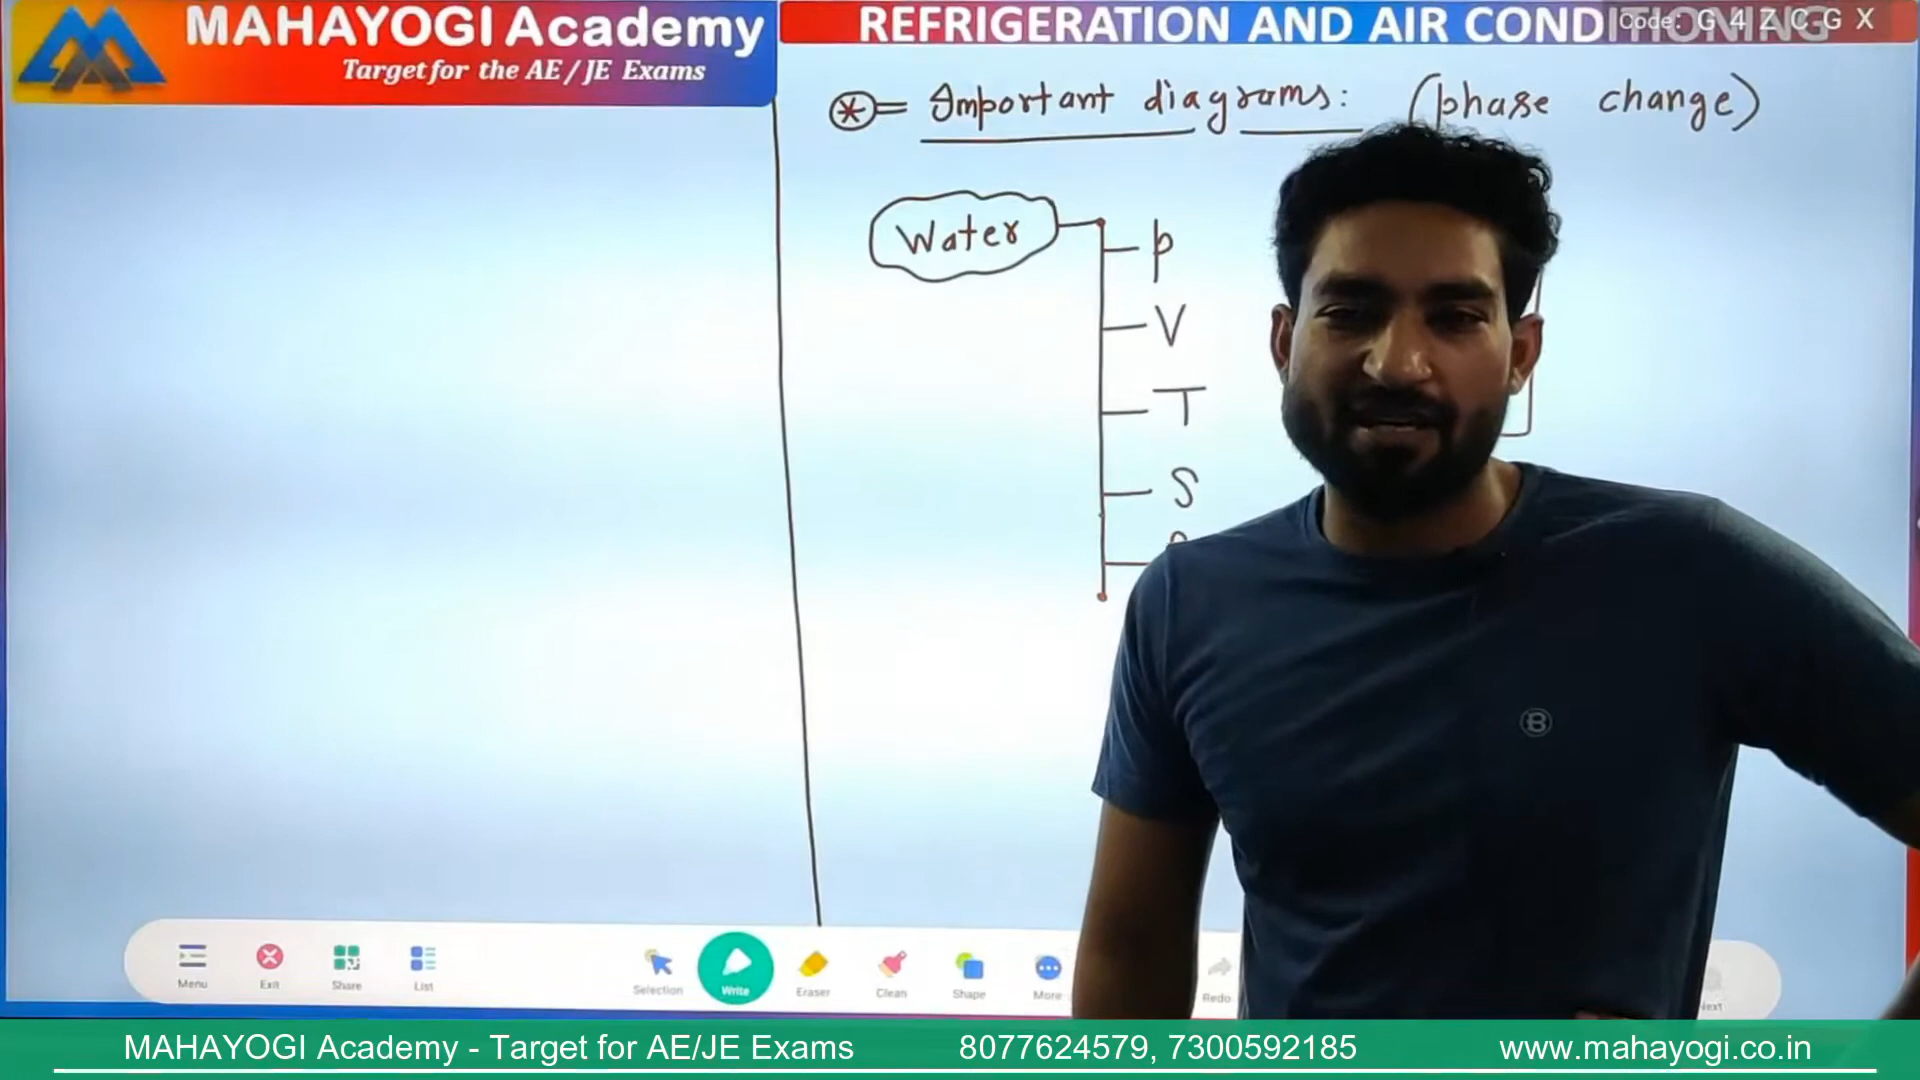 MAHAYOGI Academy
Target for the AE / JE Exams
REFRIGERATION AND AIR CONDITIONING
Code: G 4 Z C G X
Important diagrams: (phase change)
Water
p
V
T
S
Menu
Exit
Share
List
Selection
Write
Eraser
Clean
Shape
More
Redo
MAHAYOGI Academy - Target for AE/JE Exams 8077624579, 7300592185 www.mahayogi.co.in